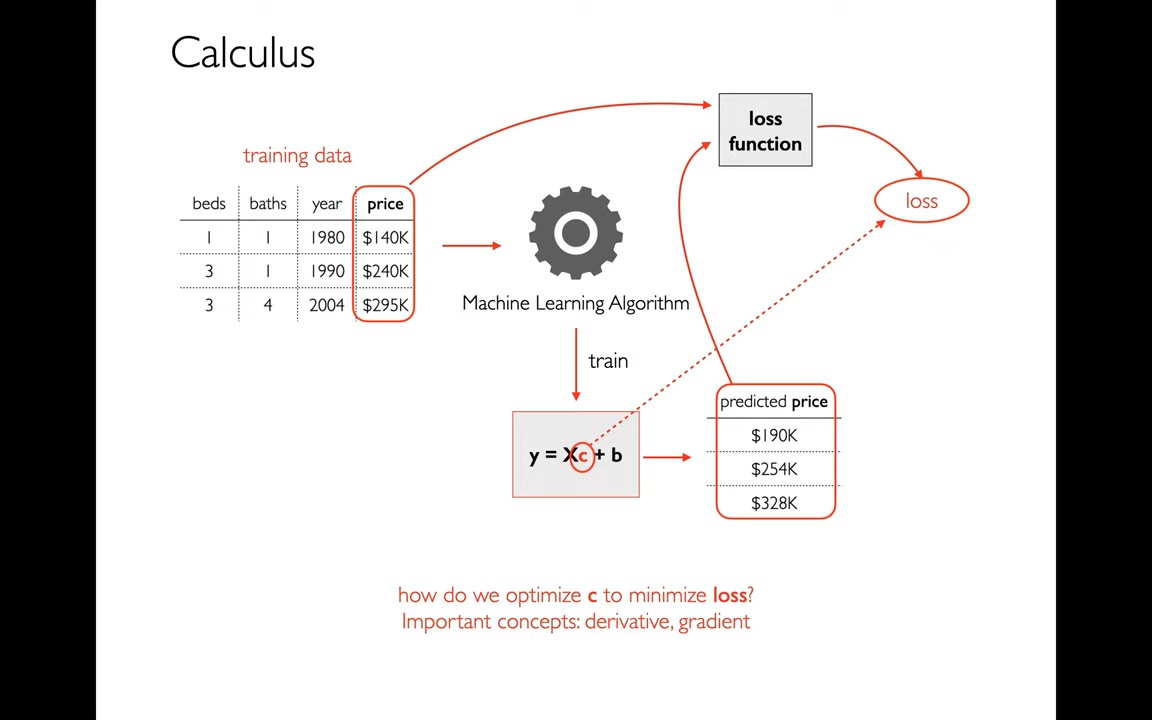 Calculus
loss
function
training data
loss
beds baths year price
1 1 1980 $140K
3 1 1990 $240K
3 4 2004 $295K
Machine Learning Algorithm
train
y = Xc + b
predicted price
$190K
$254K
$328K
how do we optimize c to minimize loss?
Important concepts: derivative, gradient